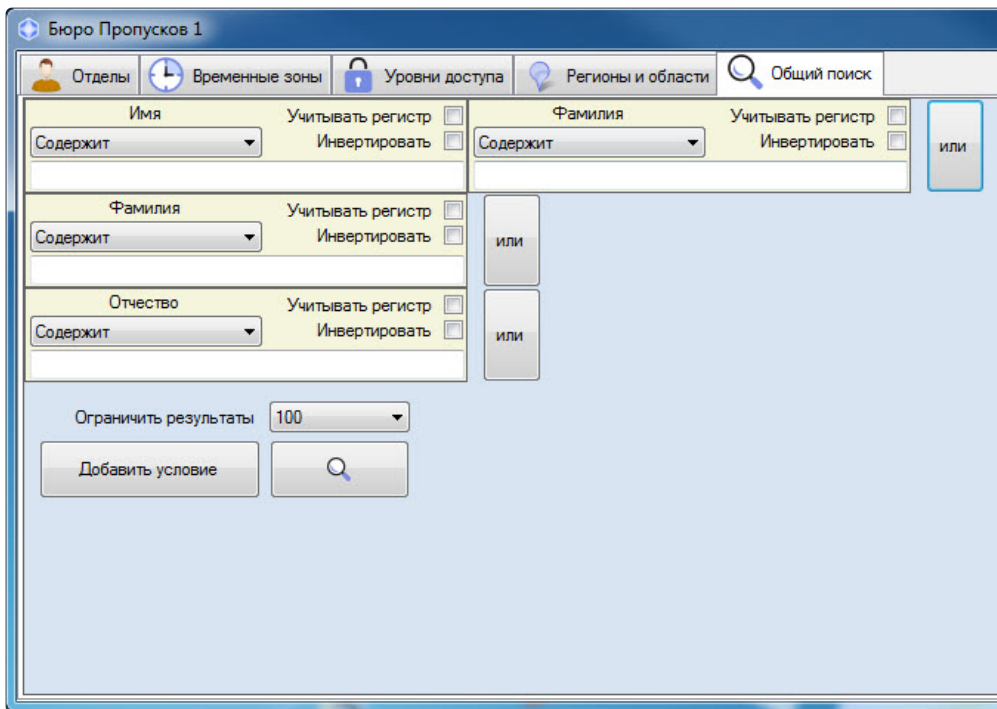 Бюро Пропусков 1
Отделы Временные зоны Уровни доступа Регионы и области Общий поиск
Имя Учитывать регистр Фамилия Учитывать регистр
Содержит Инвертировать Содержит Инвертировать или
Фамилия Учитывать регистр
Содержит Инвертировать или
Отчество Учитывать регистр
Содержит Инвертировать или
Ограничить результаты 100
Добавить условие